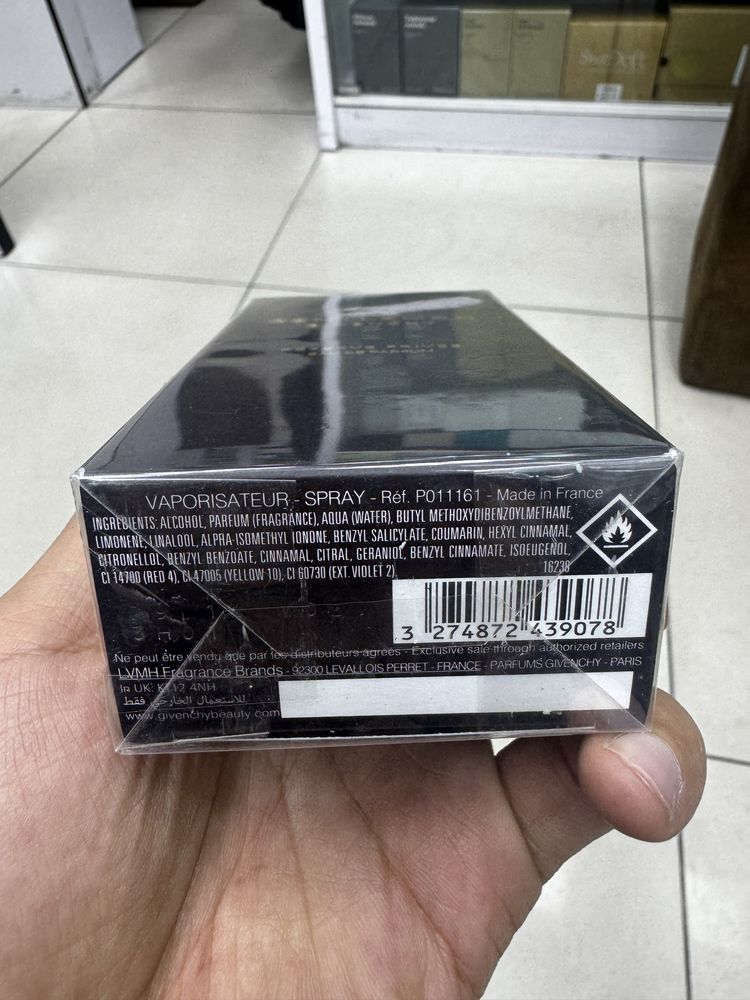 VAPORISATEUR - SPRAY - Réf. P011161 - Made in France
INGREDIENTS: ALCOHOL, PARFUM (FRAGRANCE), AQUA (WATER), BUTYL METHOXYDIBENZOYLMETHANE,
LIMONENE, LINALOOL, ALPHA-ISOMETHYL IONONE, BENZYL SALICYLATE, COUMARIN, HEXYL CINNAMAL,
CITRONELLOL, BENZYL BENZOATE, CINNAMAL, CITRAL, GERANIOL, BENZYL CINNAMATE, ISOEUGENOL,
CI 14700 (RED 4), CI 47005 (YELLOW 10), CI 60730 (EXT. VIOLET 2). 16238
3 274872 439078
Ne peut être vendu que par les distributeurs agréés - Exclusive sale through authorized retailers
LVMH Fragrance Brands - 92300 LEVALLOIS PERRET - FRANCE - PARFUMS GIVENCHY - PARIS
In UK: KT12 4NH
للاستعمال الخارجي فقط
www.givenchybeauty.com